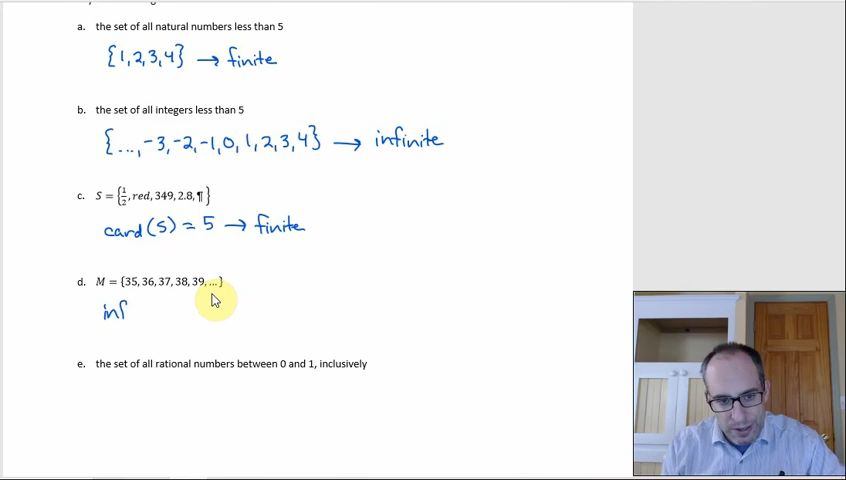 a. the set of all natural numbers less than 5
{1,2,3,4} → finite
b. the set of all integers less than 5
{..., -3, -2, -1, 0, 1, 2, 3, 4} → infinite
c. S = {1/2, red, 349, 2.8, ¶}
card(S) = 5 → finite
d. M = {35, 36, 37, 38, 39, ...}
inf
e. the set of all rational numbers between 0 and 1, inclusively